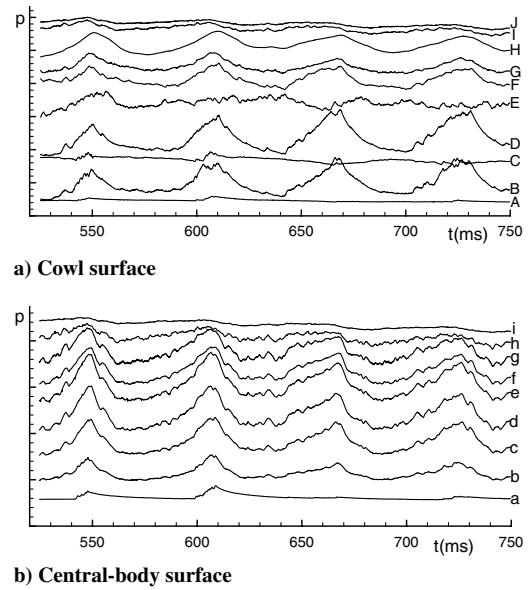 p
J
I
H
G
F
E
D
C
B
A
550 600 650 700 750
t(ms)
a) Cowl surface
p
i
h
g
f
e
d
c
b
a
550 600 650 700 750
t(ms)
b) Central-body surface